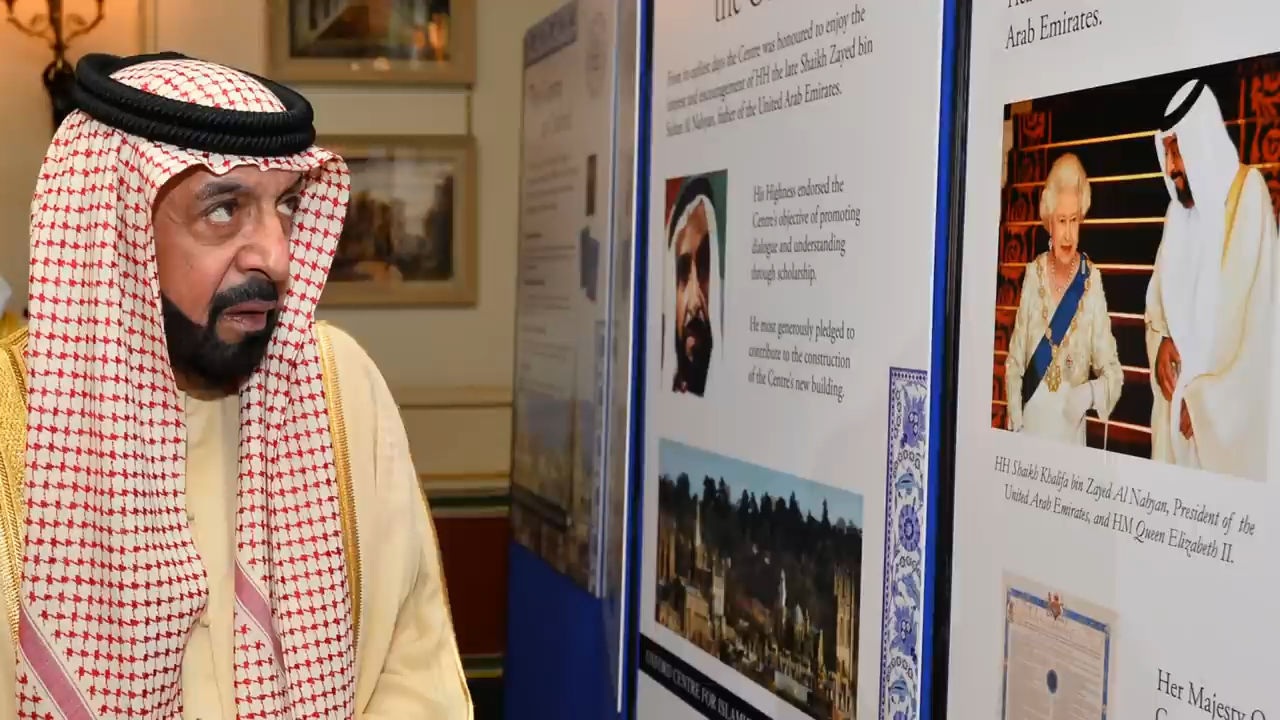 the
From its earliest days the Centre was honoured to enjoy the
interest and encouragement of HH the late Shaikh Zayed bin
Sultan Al Nahyan, father of the United Arab Emirates.
His Highness endorsed the
Centre's objective of promoting
dialogue and understanding
through scholarship.
He most generously pledged to
contribute to the construction
of the Centre's new building.
OXFORD CENTRE FOR ISLAMIC
Arab Emirates.
HH Shaikh Khalifa bin Zayed Al Nahyan, President of the
United Arab Emirates, and HM Queen Elizabeth II.
Her Majesty